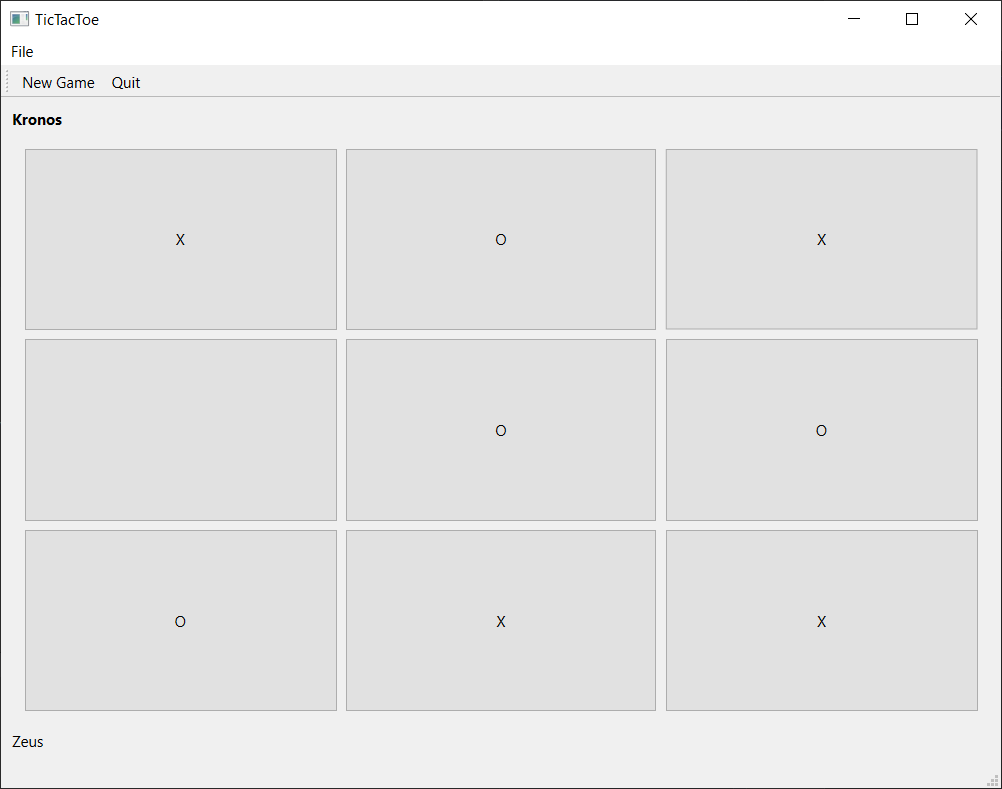 TicTacToe
File
New Game Quit
Kronos
X O X
O O
O X X
Zeus